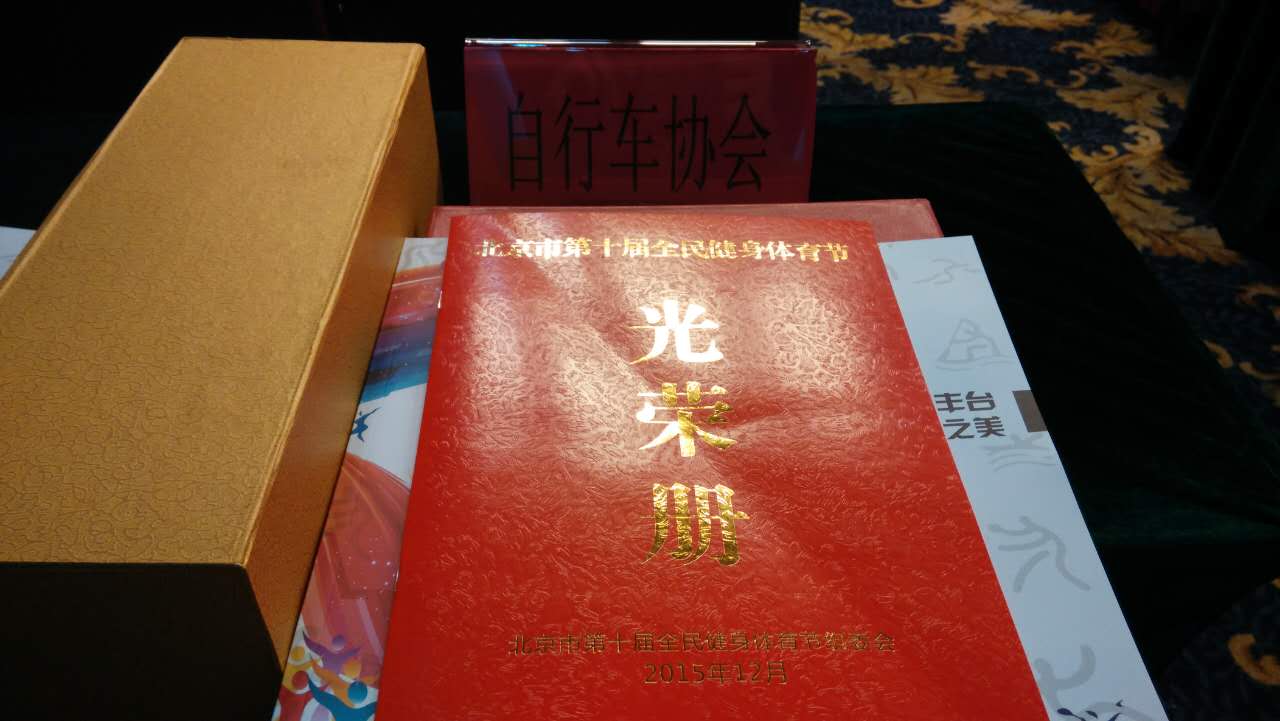 自行车协会
北京市第十届全民健身体育节
光荣册
北京市第十届全民健身体育节组委会
2015年12月
丰台
之美